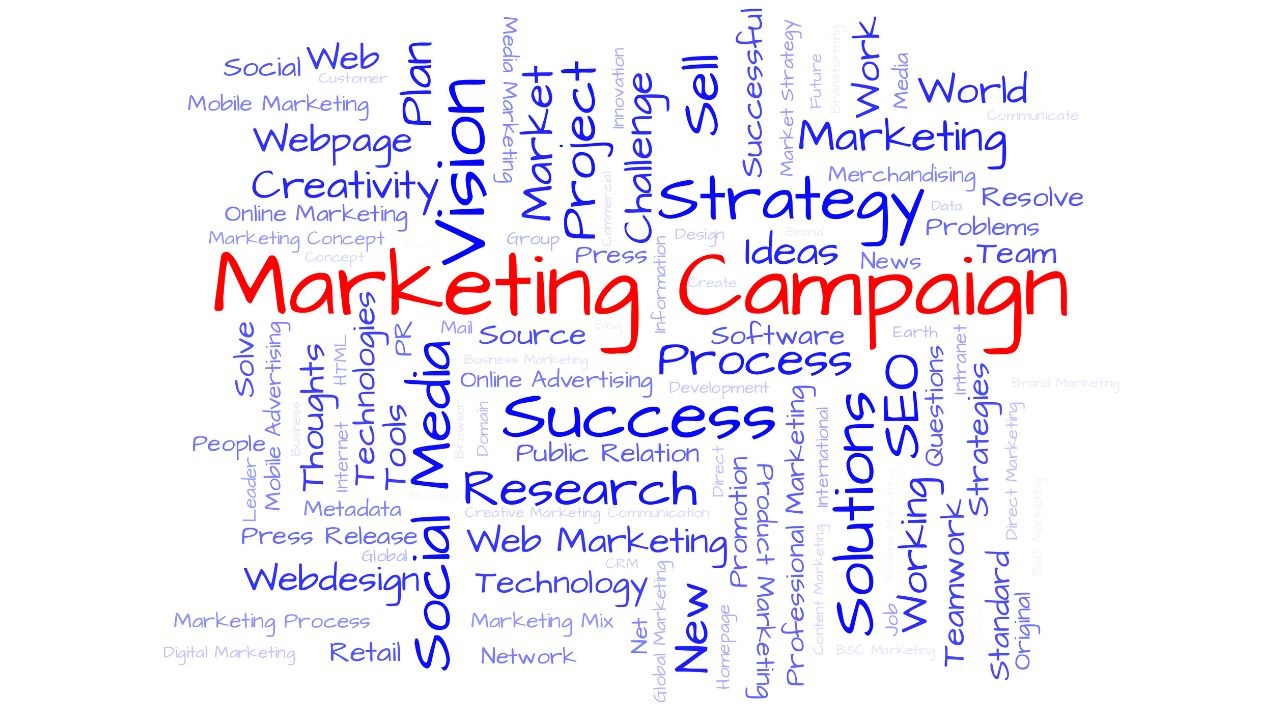 Social
Web
Customer
Mobile Marketing
Webpage
Creativity
Online Marketing
Marketing Concept
Concept
Plan
Vision
Media Marketing
Market
Project
Innovation
Commercial
Challenge
Group
Press
Sell
Successful
Market Strategy
Future
Brainstorming
Work
Media
World
Communicate
Marketing
Merchandising
Strategy
Data
Resolve
Problems
Design
Brand
Ideas
News
Team
Information
Create
Marketing Campaign
Solve
Mobile Advertising
Thoughts
HTML
Technologies
PR
Mail
Source
Blog
Software
Earth
Intranet
Business Marketing
Process
Online Advertising
Development
Brand Marketing
People
Business
Internet
Tools
Social Media
Browser
Domain
Success
Public Relation
Direct
Professional Marketing
International
Solutions
SEO
Questions
Strategies
Direct Marketing
Leader
Metadata
Research
Creative Marketing Communication
Promotion
Product Marketing
Press Release
Global
Web Marketing
CRM
Webdesign
Technology
Global Marketing
New
Content Marketing
Working
Teamwork
B2B Marketing
Standard
Original
Marketing Process
Marketing Mix
Net
Homepage
Job
Digital Marketing
Retail
Network
BSC Marketing